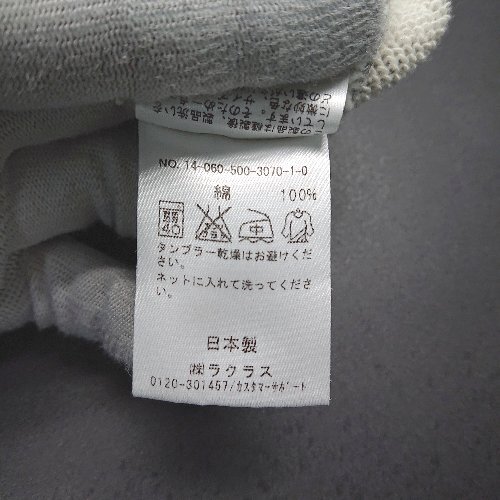 NO. 14-060-500-3070-1-0
綿 100%
弱 40 中
タンブラー乾燥はお避けくだ
さい。
ネットに入れて洗ってください。
日本製
㈱ラクラス
0120-301457/カスタマーサポート